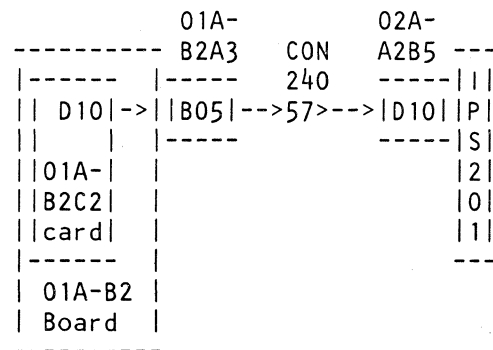 01A-         02A-
-----------   B2A3   CON   A2B5   ---
|------   |-----     240   -----|I|
|| D10|->||B05|-->57>-->|D10||P|
||    |   |-----           -----|S|
||01A-|   |                     |2|
||B2C2|   |                     |0|
||card|   |                     |1|
|------   |                     ---
| 01A-B2  |
| Board   |
-----------